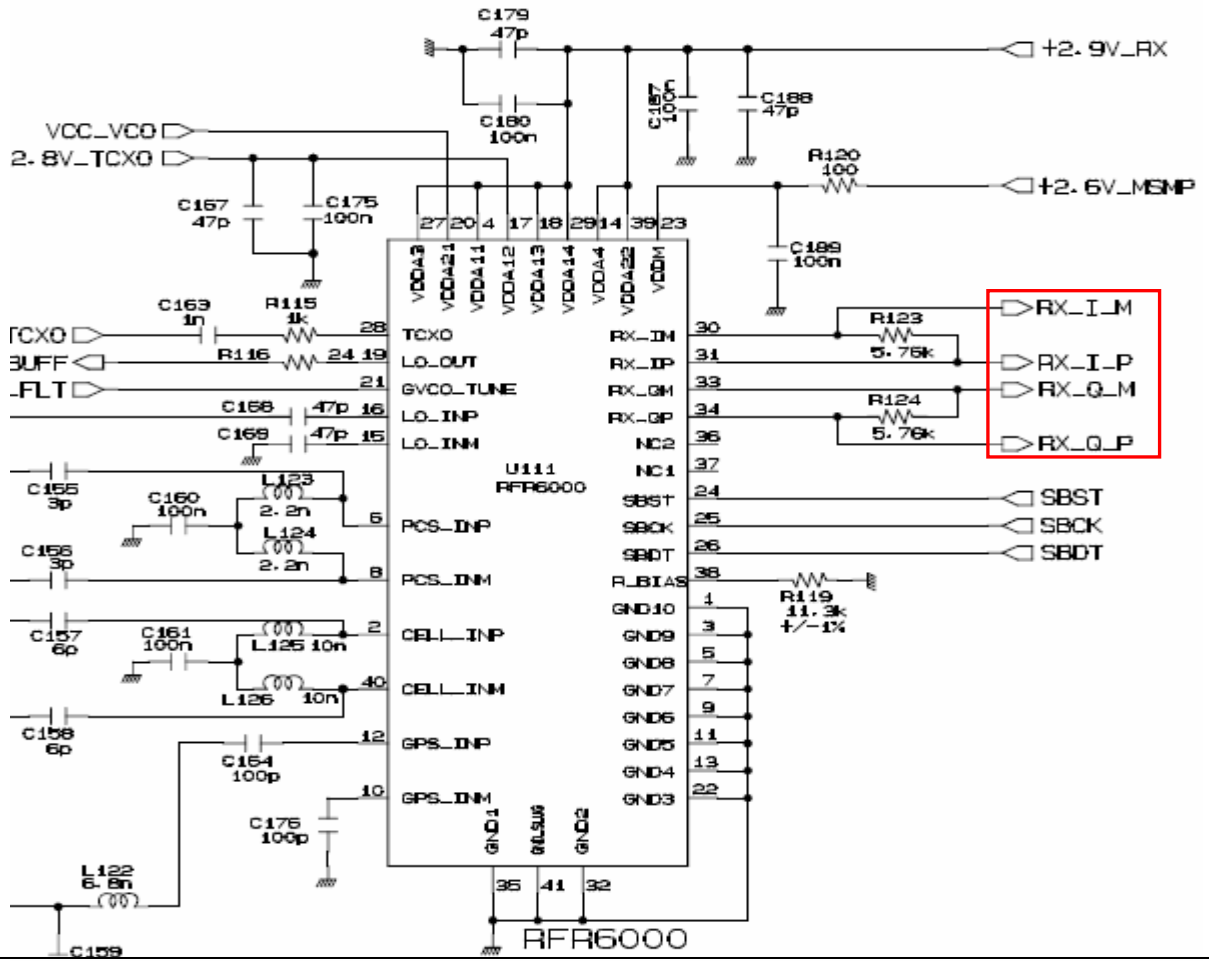 C179
47p
+2.9V_RX
C180
100n
C187
100n
C188
47p
VCC_VCO
2.8V_TCXO
R120
100
+2.6V_MSMP
C167
47p
C175
100n
27 20 4 17 18 29 14 39 23
C189
100n
VDDA3
VDDA21
VDDA11
VDDA12
VDDA13
VDDA14
VDDA4
VDDA22
VDDM
C163
1n
R115
1k
TCXO
28
TCXO
RX_IM
30
R123
5.76k
RX_I_M
BUFF
R116
24
19
LO_OUT
RX_IP
31
RX_I_P
_FLT
21
GVCO_TUNE
RX_QM
33
RX_Q_M
C168
47p
16
LO_INP
RX_QP
34
R124
5.76k
C169
47p
15
LO_INM
NC2
36
RX_Q_P
U111
RFR6000
NC1
37
C155
3p
C160
100n
L123
2.2n
SBST
24
SBST
6
PCS_INP
SBCK
25
SBCK
L124
2.2n
SBDT
26
SBDT
C156
3p
8
PCS_INM
R_BIAS
38
R119
11.3k
+/-1%
GND10
1
C157
6p
C161
100n
L125
10n
2
CELL_INP
GND9
3
GND8
5
L126
10n
40
CELL_INM
GND7
7
C158
6p
GND6
9
C164
100p
12
GPS_INP
GND5
11
GND4
13
10
GPS_INM
GND3
22
C176
100p
GND1
GND_SLUG
GND2
L122
6.8n
35 41 32
C159
RFR6000